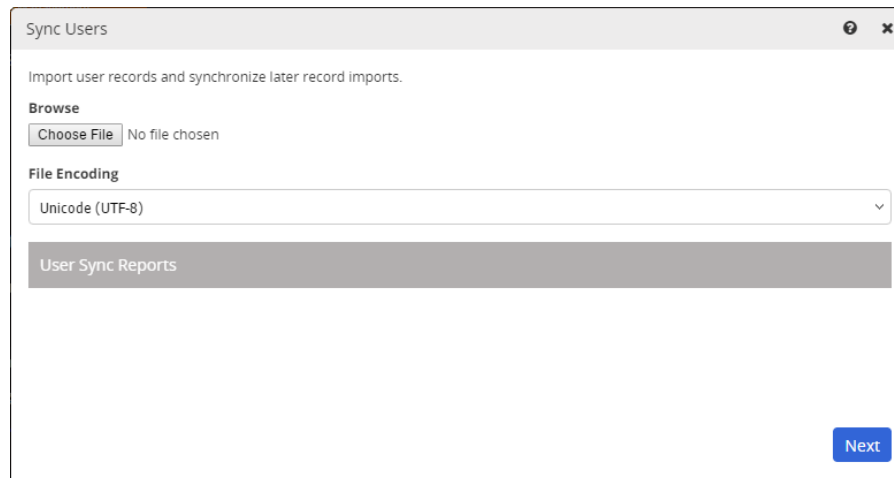 Sync Users
Import user records and synchronize later record imports.
Browse
Choose File No file chosen
File Encoding
Unicode (UTF-8)
User Sync Reports
Next